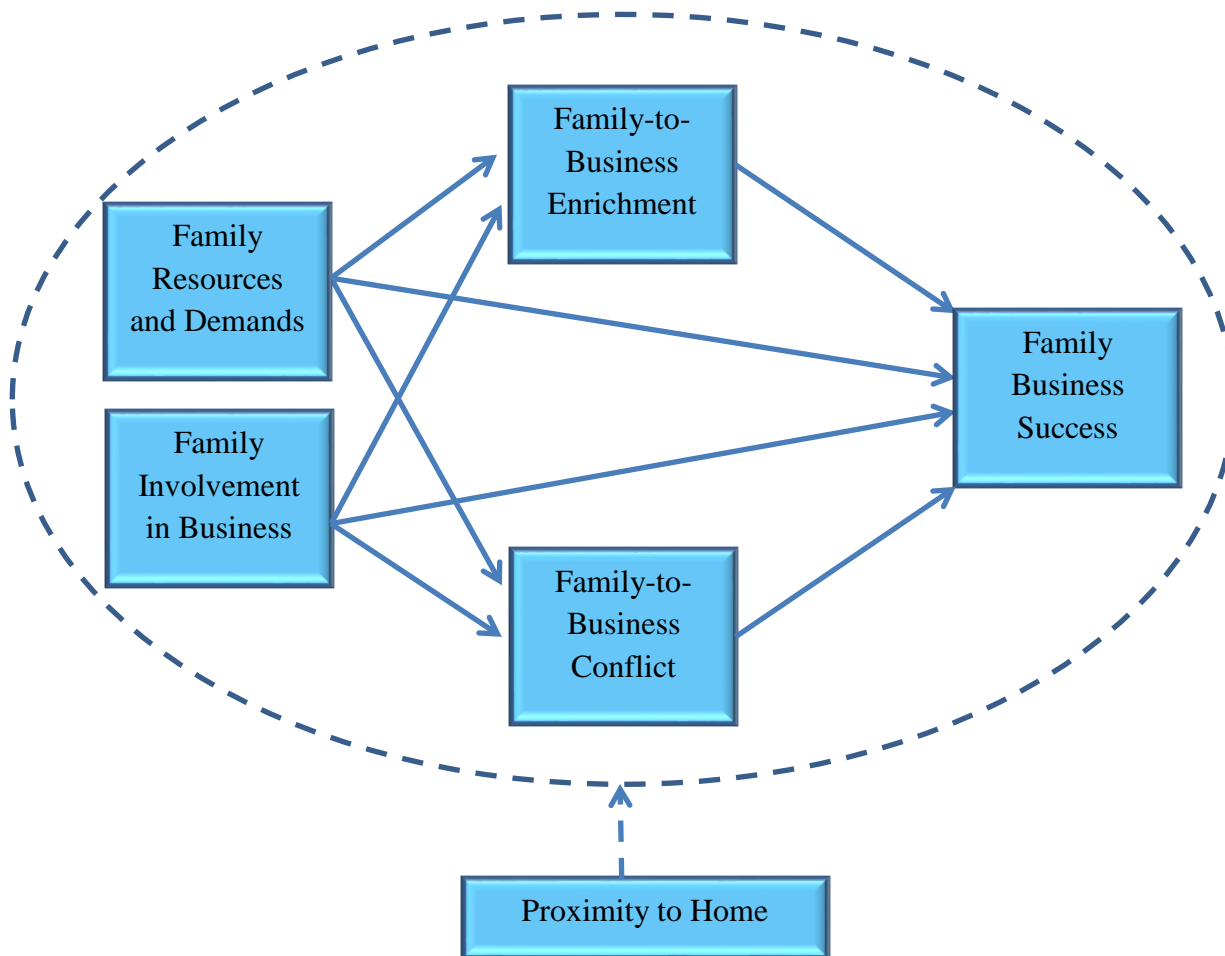 Family-to-
Business
Enrichment
Family
Resources
and Demands
Family
Business
Success
Family
Involvement
in Business
Family-to-
Business
Conflict
Proximity to Home